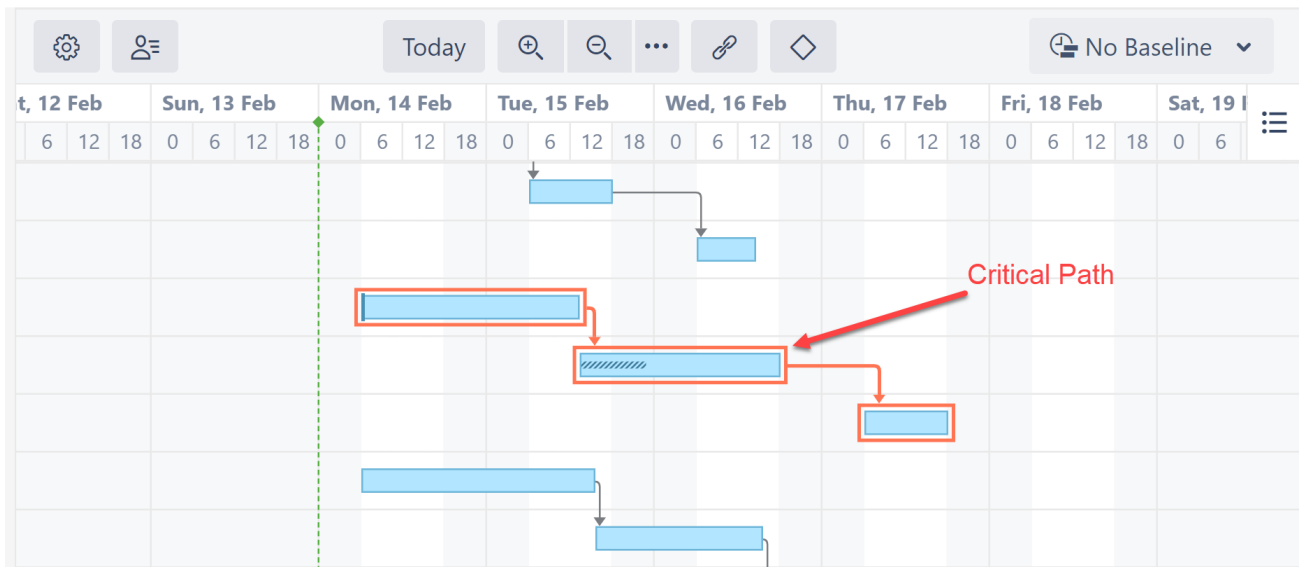 Today No Baseline
t, 12 Feb Sun, 13 Feb Mon, 14 Feb Tue, 15 Feb Wed, 16 Feb Thu, 17 Feb Fri, 18 Feb Sat, 19
6 12 18 0 6 12 18 0 6 12 18 0 6 12 18 0 6 12 18 0 6 12 18 0 6 12 18 0 6
Critical Path